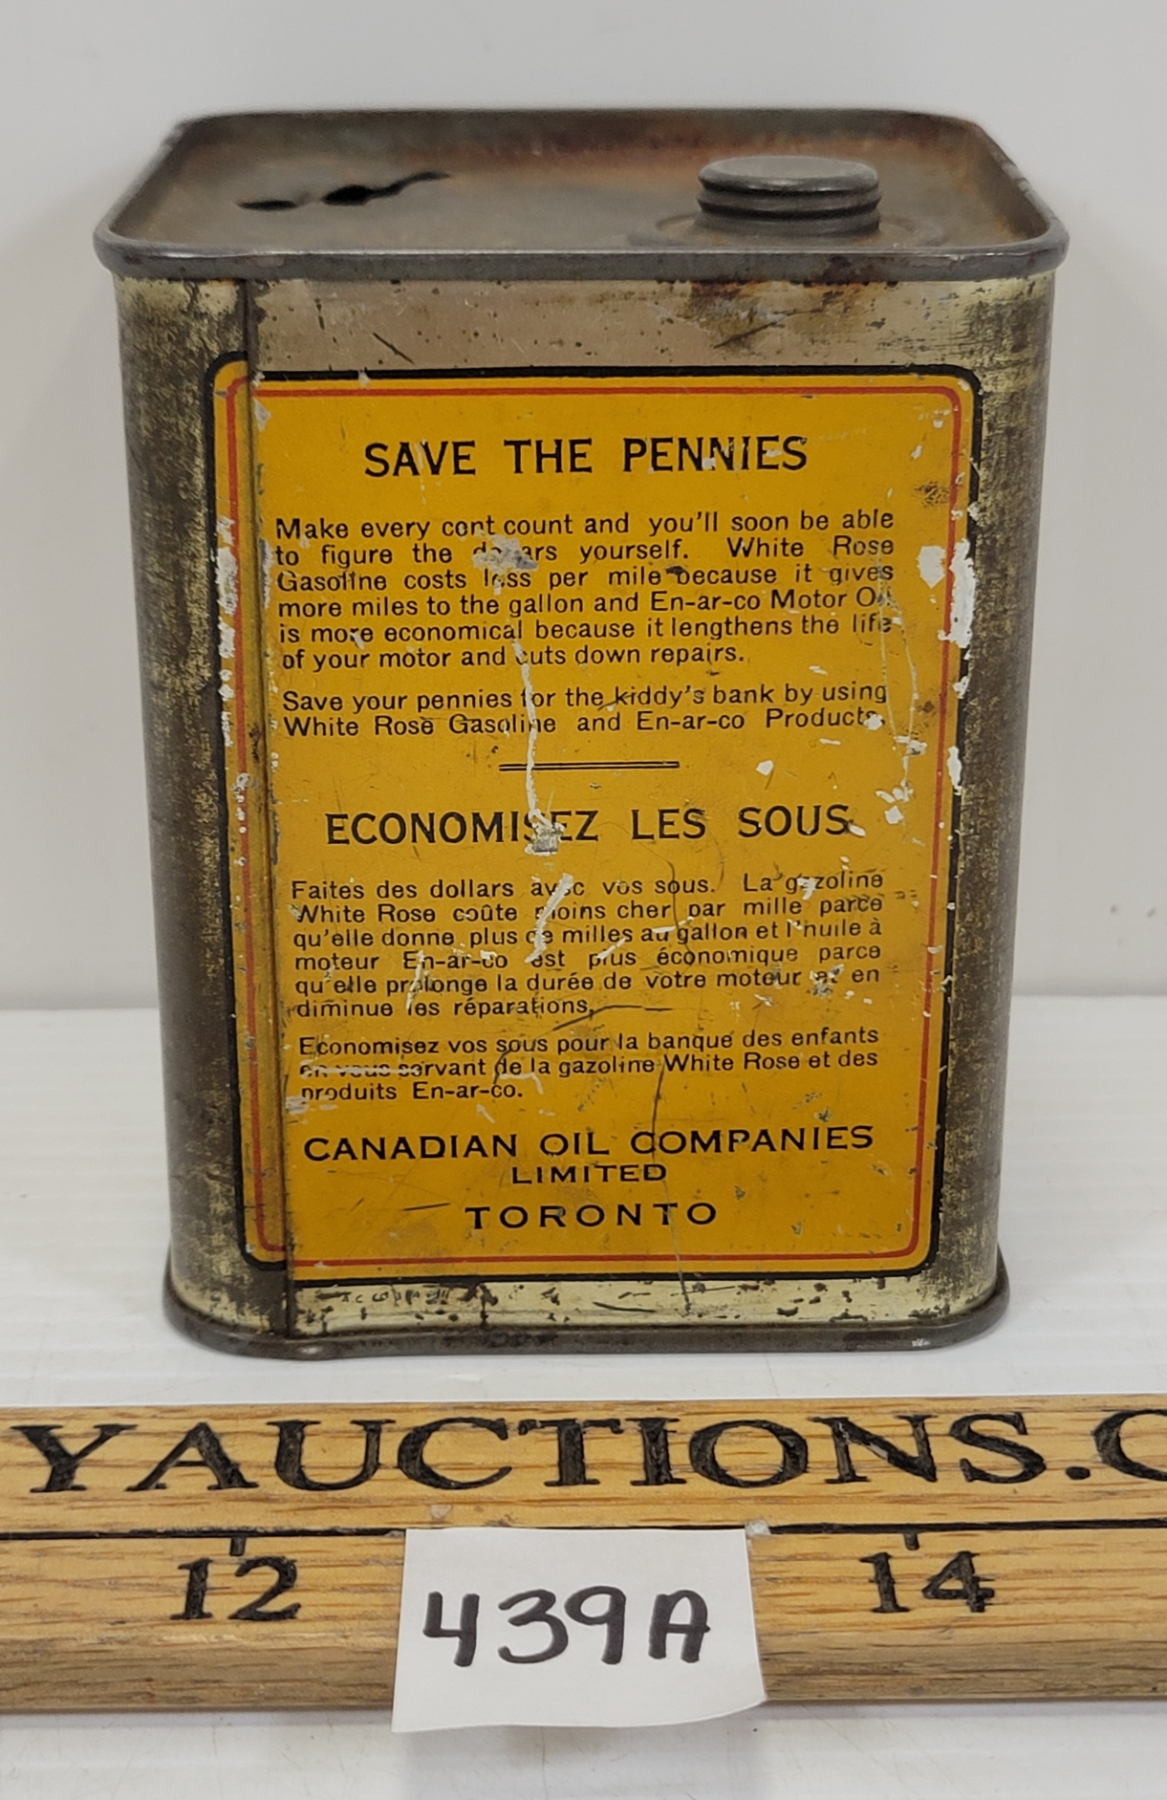 SAVE THE PENNIES
Make every cent count and you'll soon be able
to figure the dollars yourself. White Rose
Gasoline costs less per mile because it gives
more miles to the gallon and En-ar-co Motor Oil
is more economical because it lengthens the life
of your motor and cuts down repairs.
Save your pennies for the kiddy's bank by using
White Rose Gasoline and En-ar-co Products.
ECONOMISEZ LES SOUS
Faites des dollars avec vos sous. La gazoline
White Rose coûte moins cher par mille parce
qu'elle donne plus de milles au gallon et l'huile à
moteur En-ar-co est plus économique parce
qu'elle prolonge la durée de votre moteur et en
diminue les réparations.
Economisez vos sous pour la banque des enfants
en vous servant de la gazoline White Rose et des
produits En-ar-co.
CANADIAN OIL COMPANIES
LIMITED
TORONTO
YAUCTIONS.C
12 14
439A